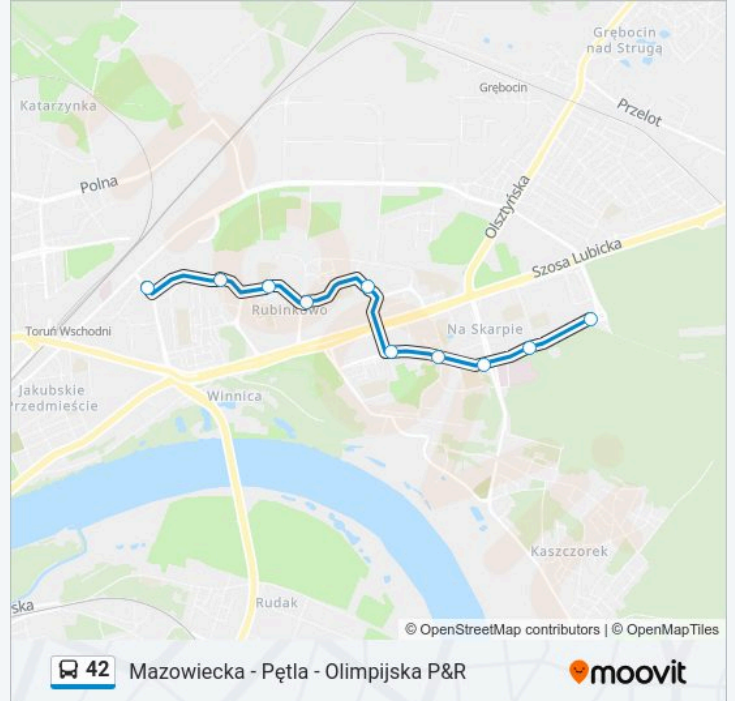 Grębocin
nad Strugą
Grębocin
Katarzynka
Przelot
Polna
Olsztyńska
Szosa Lubicka
Rubinkowo
Na Skarpie
Toruń Wschodni
Jakubskie
Przedmieście
Winnica
Kaszczorek
Rudak
ska
© OpenStreetMap contributors | © OpenMapTiles
42 Mazowiecka - Pętla - Olimpijska P&R
moovit